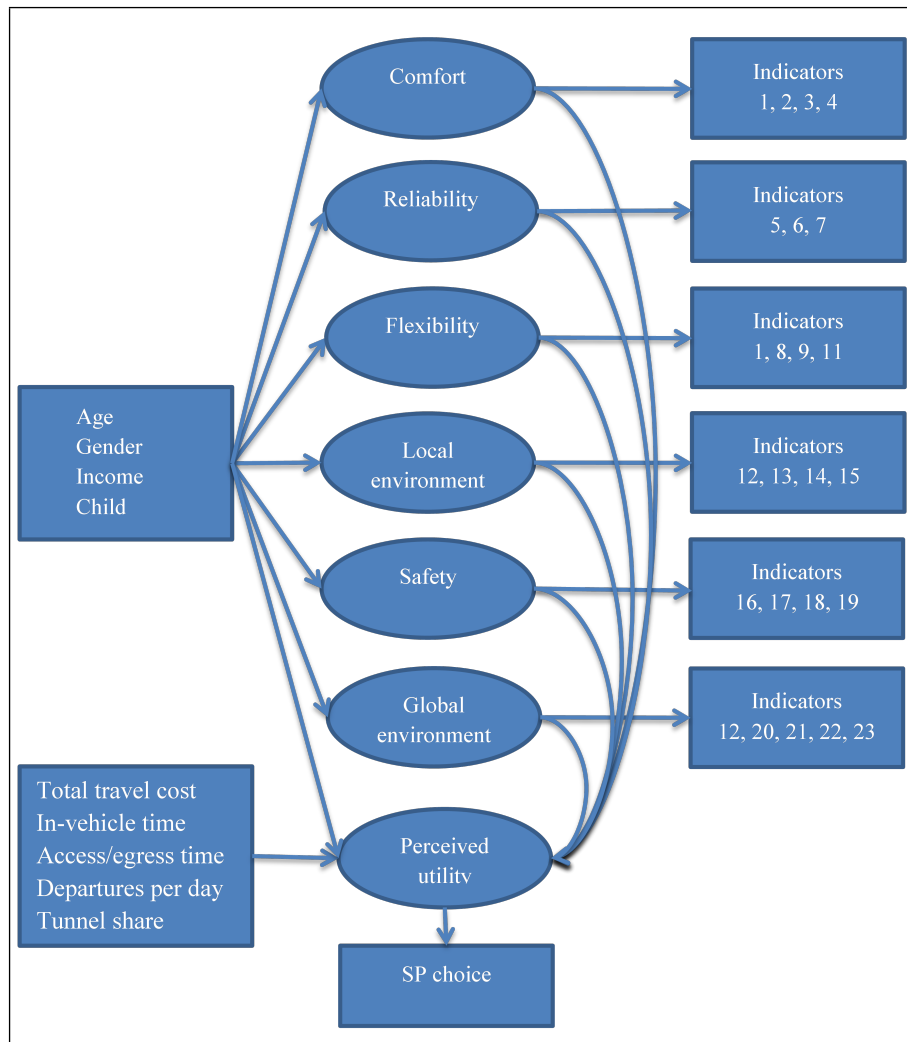 Comfort
Indicators
1, 2, 3, 4
Reliability
Indicators
5, 6, 7
Flexibility
Indicators
1, 8, 9, 11
Age
Gender
Income
Child
Local
environment
Indicators
12, 13, 14, 15
Safety
Indicators
16, 17, 18, 19
Global
environment
Indicators
12, 20, 21, 22, 23
Total travel cost
In-vehicle time
Access/egress time
Departures per day
Tunnel share
Perceived
utility
SP choice